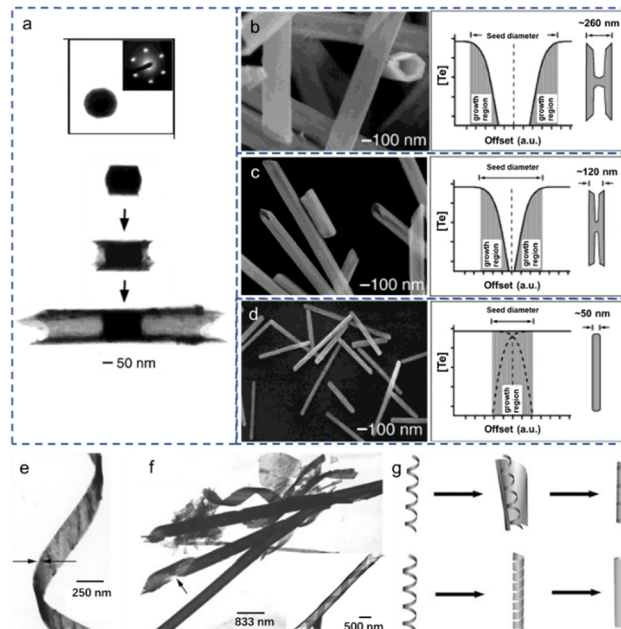 a
50 nm
b
100 nm
[Te]
Seed diameter
growth
region
growth
region
Offset (a.u.)
~260 nm
c
100 nm
[Te]
Seed diameter
growth
region
growth
region
Offset (a.u.)
~120 nm
d
100 nm
[Te]
Seed diameter
growth
region
Offset (a.u.)
~50 nm
e
250 nm
f
833 nm
500 nm
g